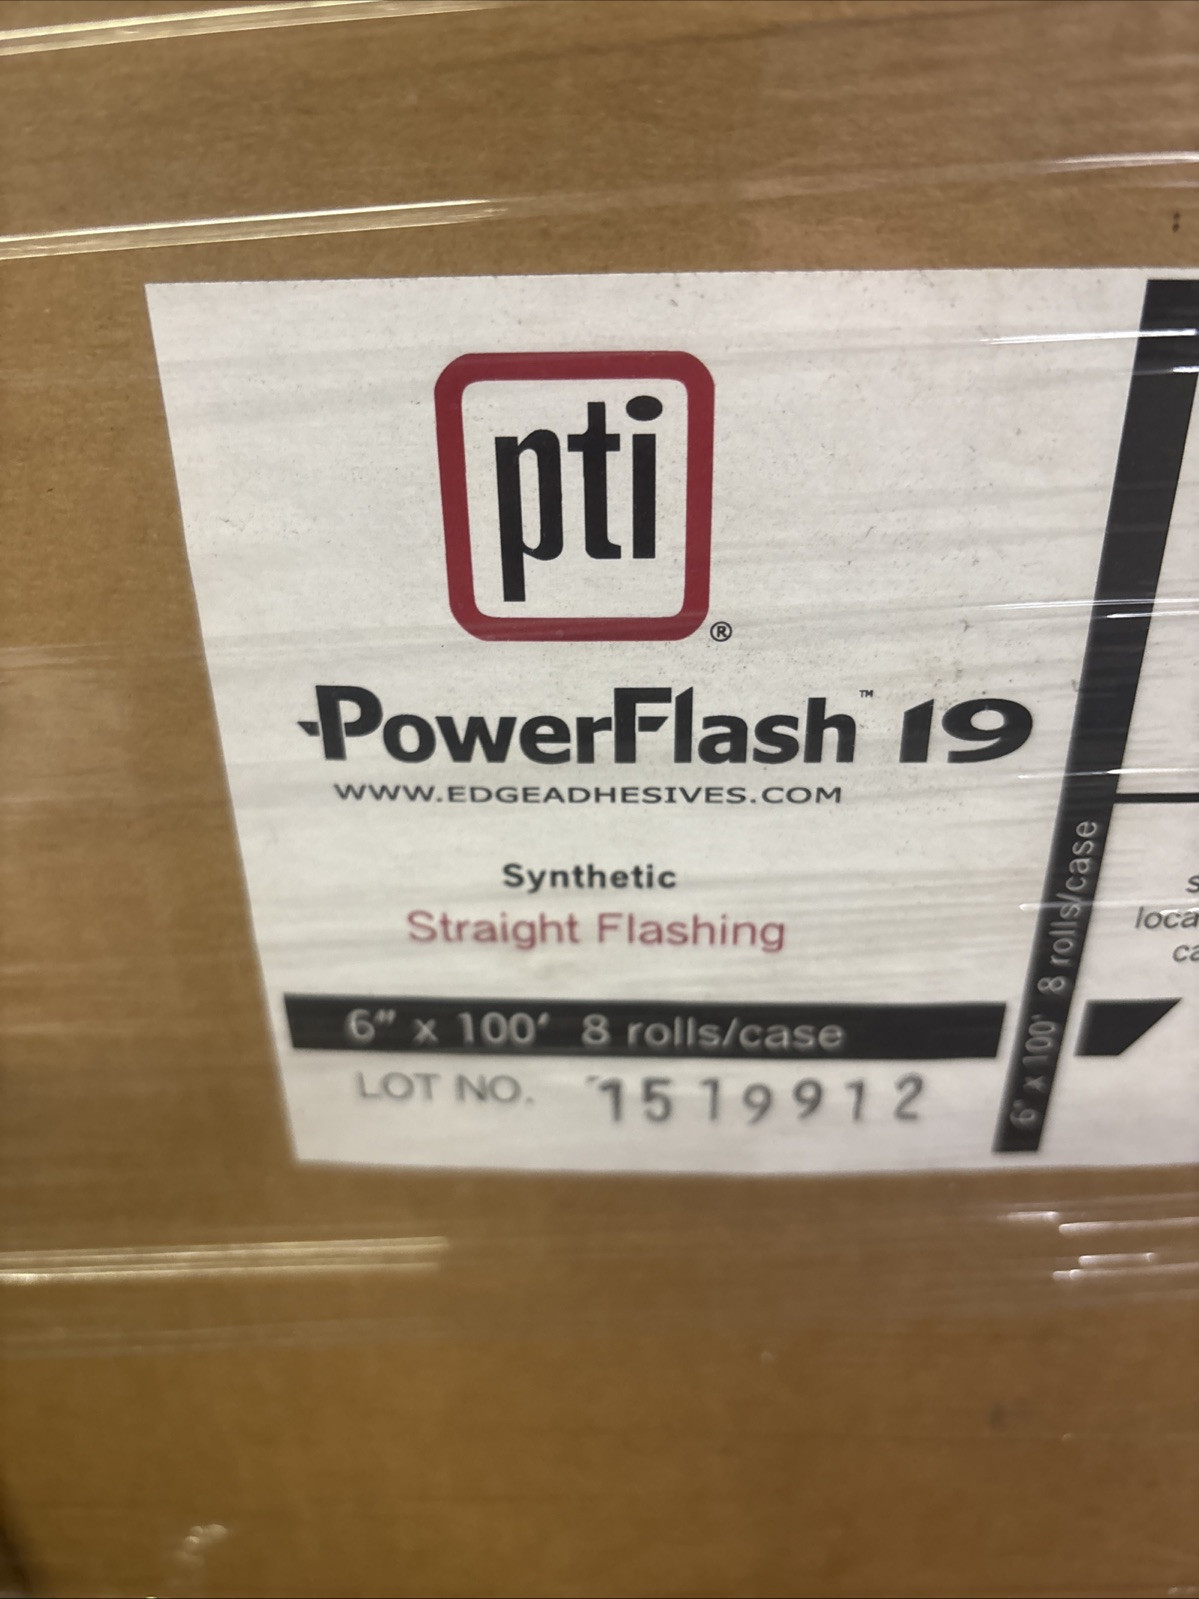 pti
®
PowerFlash™ 19
WWW.EDGEADHESIVES.COM
Synthetic
Straight Flashing
6" x 100' 8 rolls/case
LOT NO. 1519912
6" x 100' 8 rolls/case